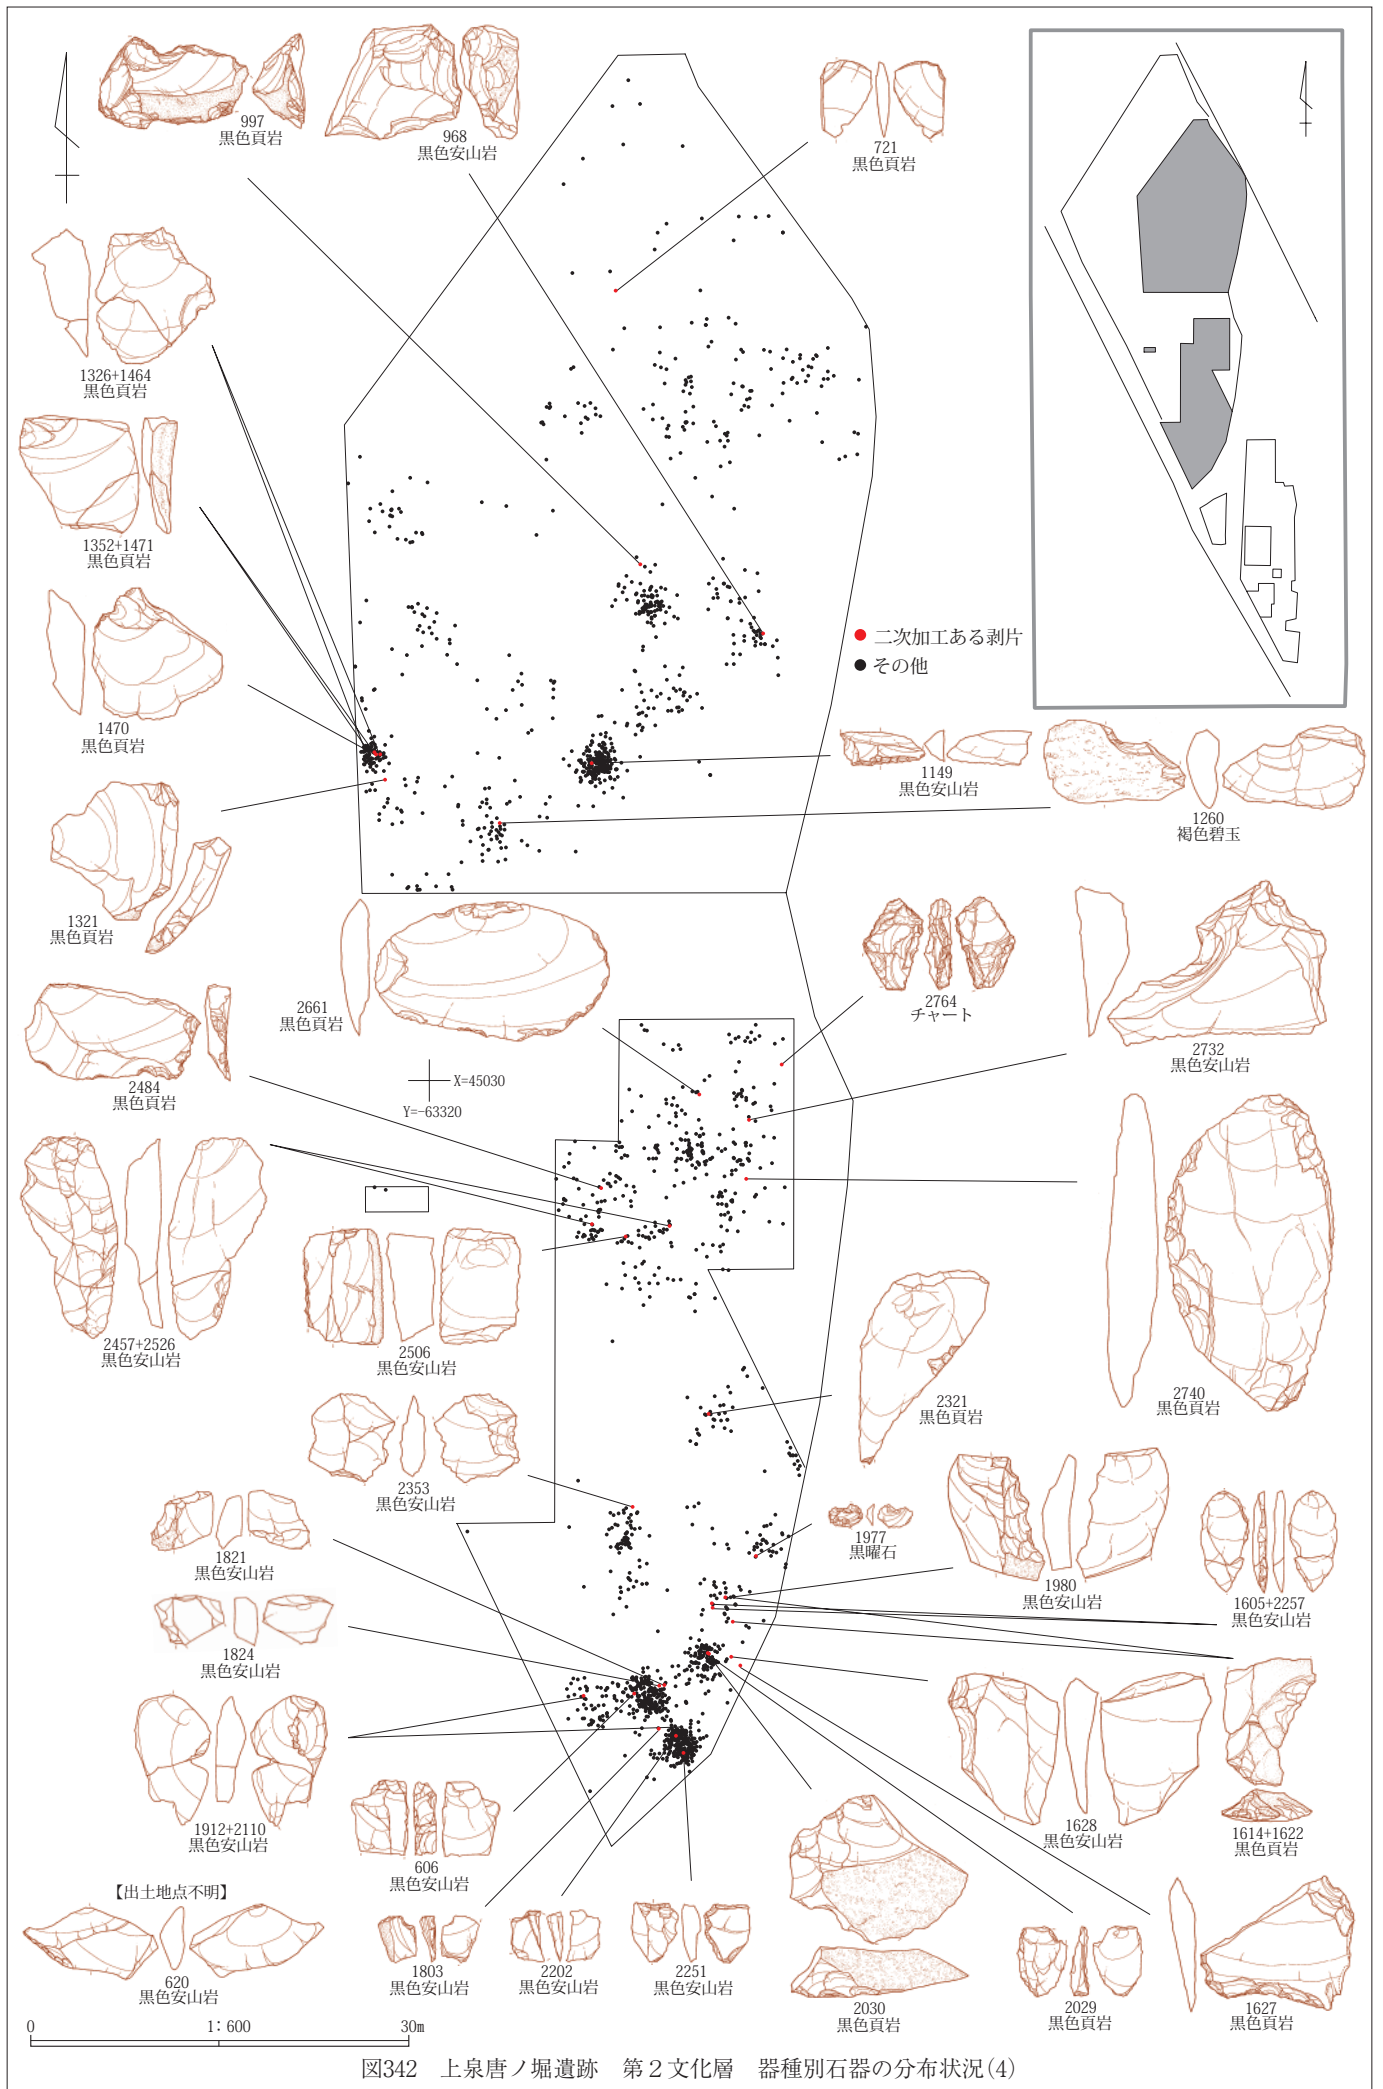 997
黒色頁岩
968
黒色安山岩
721
黒色頁岩
1326+1464
黒色頁岩
1352+1471
黒色頁岩
1470
黒色頁岩
二次加工ある剥片
その他
1149
黒色安山岩
1260
褐色碧玉
1321
黒色頁岩
2661
黒色頁岩
2764
チャート
2732
黒色安山岩
2484
黒色頁岩
X=45030
Y=-63320
2457+2526
黒色安山岩
2506
黒色安山岩
2321
黒色頁岩
2740
黒色頁岩
2353
黒色安山岩
1821
黒色安山岩
1977
黒曜石
1980
黒色安山岩
1605+2257
黒色安山岩
1824
黒色安山岩
1912+2110
黒色安山岩
1628
黒色安山岩
1614+1622
黒色頁岩
606
黒色安山岩
【出土地点不明】
620
黒色安山岩
1803
黒色安山岩
2202
黒色安山岩
2251
黒色安山岩
2030
黒色頁岩
2029
黒色頁岩
1627
黒色頁岩
0 1:600 30m
図342 上泉唐ノ堀遺跡 第2文化層 器種別石器の分布状況(4)